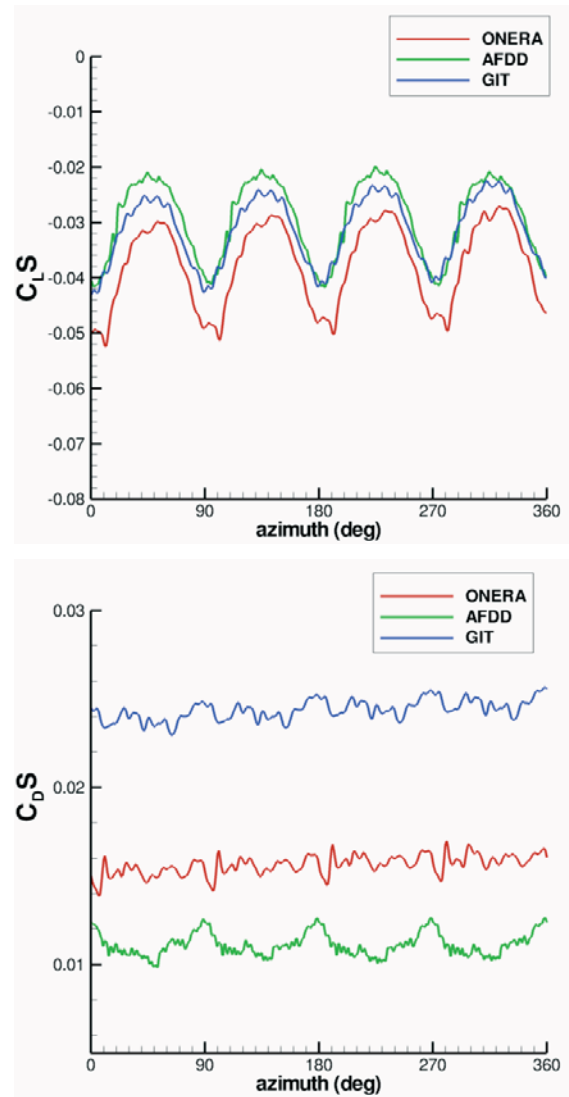 ONERA
AFDD
GIT
0
-0.01
-0.02
-0.03
-0.04
-0.05
-0.06
-0.07
-0.08
CLS
0 90 180 270 360
azimuth (deg)
ONERA
AFDD
GIT
0.03
0.02
0.01
CDS
0 90 180 270 360
azimuth (deg)